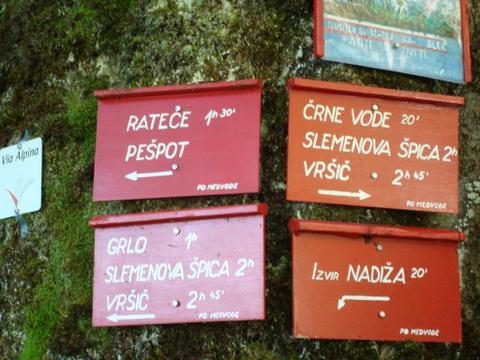 Via Alpina
RATEČE 1h 30'
PEŠPOT
PD MEDVODE
ČRNE VODE 20'
SLEMENOVA ŠPICA 2h
VRŠIČ 2h 45'
PD MEDVODE
GRLO 1h
SLEMENOVA ŠPICA 2h
VRŠIČ 2h 45'
PD MEDVODE
IZVIR NADIŽA 20'
PD MEDVODE